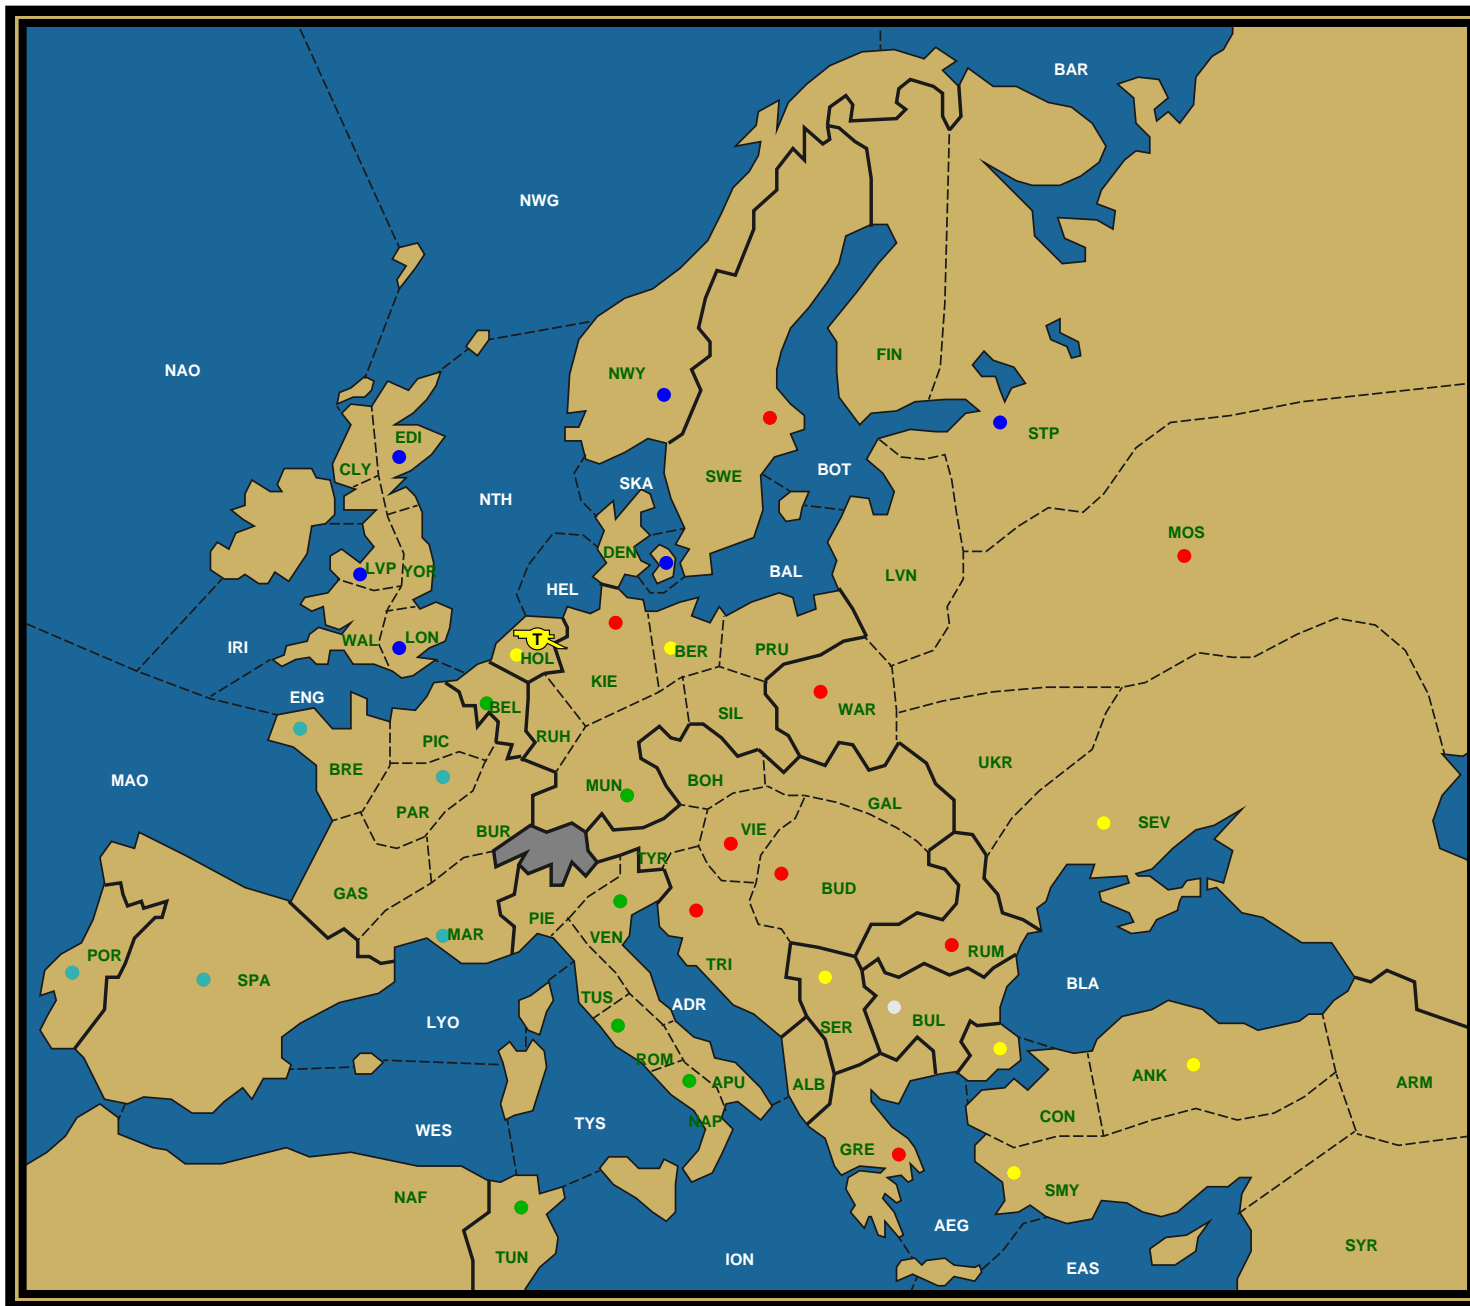 BAR
NWG
NAO
FIN
NWY
EDI
STP
CLY
SWE
BOT
SKA
NTH
MOS
DEN
LVP
YOR
BAL
LVN
HEL
WAL
LON
IRI
T
HOL
BER
PRU
KIE
ENG
BEL
SIL
WAR
RUH
PIC
UKR
BRE
MAO
MUN
BOH
GAL
PAR
SEV
BUR
VIE
TYR
BUD
GAS
PIE
MAR
VEN
POR
SPA
TRI
RUM
BLA
TUS
ADR
LYO
SER
BUL
ROM
APU
ALB
ANK
ARM
CON
NAP
TYS
WES
GRE
SMY
NAF
AEG
SYR
TUN
ION
EAS